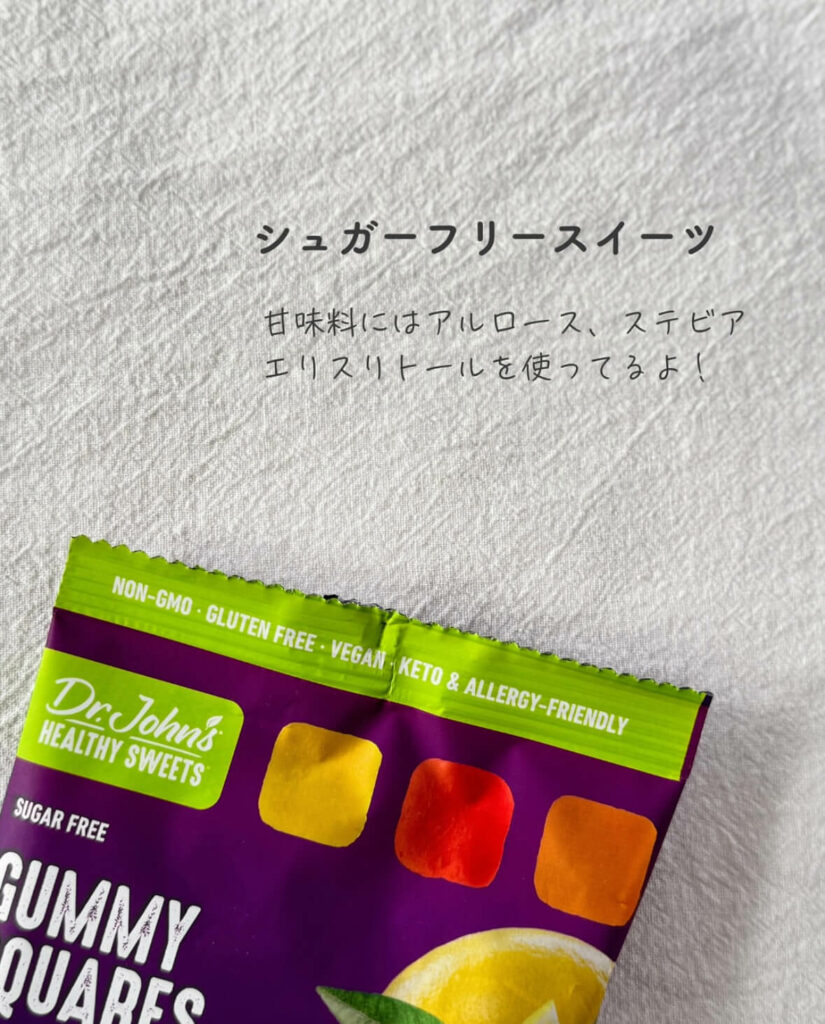 シュガーフリースイーツ
甘味料にはアルロース、ステビア
エリスリトールを使ってるよ！
NON-GMO · GLUTEN FREE · VEGAN · KETO & ALLERGY-FRIENDLY
Dr. John's
HEALTHY SWEETS
SUGAR FREE
GUMMY
SQUARES